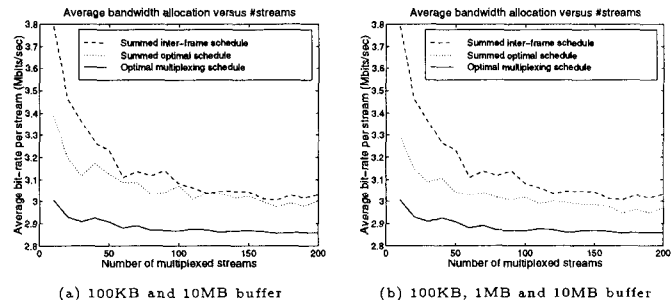 Average bandwidth allocation versus #streams
3.8
3.7
3.6
3.5
3.4
3.3
3.2
3.1
3
2.9
2.8
0
50
100
150
200
Average bit-rate per stream (Mbits/sec)
Number of multiplexed streams
Summed inter-frame schedule
Summed optimal schedule
Optimal multiplexing schedule
(a) 100KB and 10MB buffer
Average bandwidth allocation versus #streams
3.8
3.7
3.6
3.5
3.4
3.3
3.2
3.1
3
2.9
2.8
0
50
100
150
200
Average bit-rate per stream (Mbits/sec)
Number of multiplexed streams
Summed inter-frame schedule
Summed optimal schedule
Optimal multiplexing schedule
(b) 100KB, 1MB and 10MB buffer